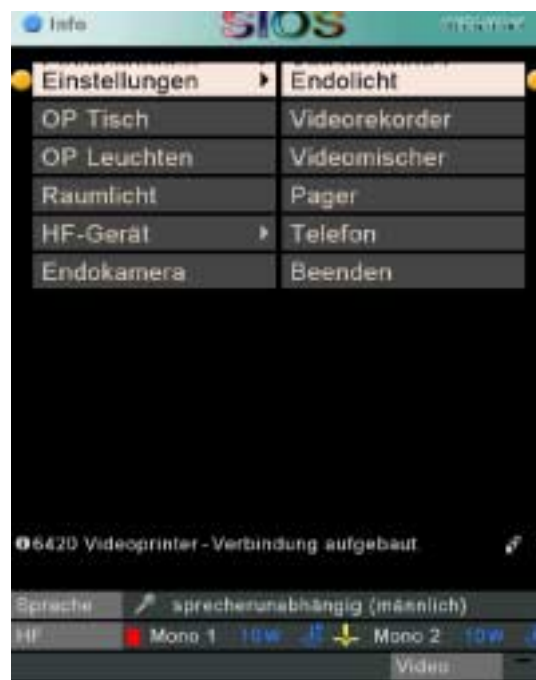 Info
SIOS
Einstellungen
Endolicht
OP Tisch
Videorekorder
OP Leuchten
Videomischer
Raumlicht
Pager
HF-Gerät
Telefon
Endokamera
Beenden
6420 Videoprinter-Verbindung aufgebaut
Sprache sprecherunabhängig (männlich)
HF Mono 1 10W Mono 2 10W
Video